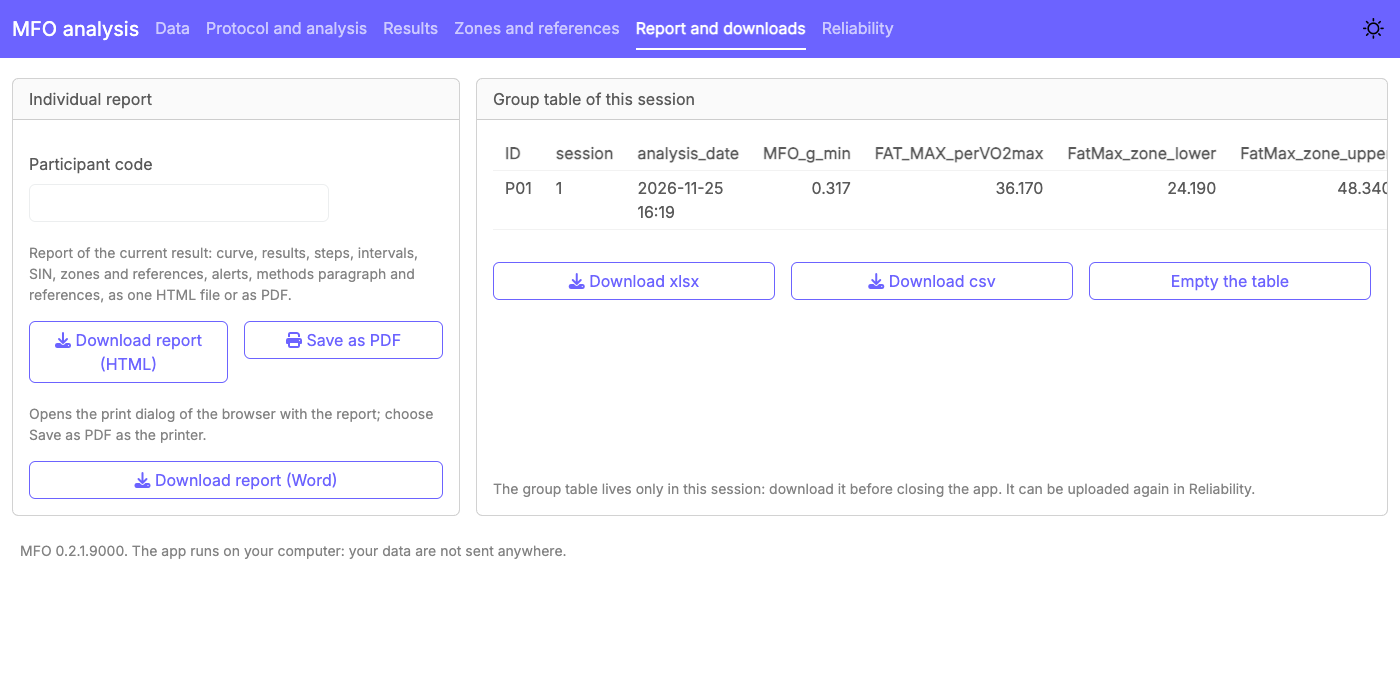 MFO analysis Data Protocol and analysis Results Zones and references Report and downloads Reliability
Individual report
Participant code
Report of the current result: curve, results, steps, intervals,
SIN, zones and references, alerts, methods paragraph and
references, as one HTML file or as PDF.
Download report
(HTML)
Save as PDF
Opens the print dialog of the browser with the report; choose
Save as PDF as the printer.
Download report (Word)
Group table of this session
ID session analysis_date MFO_g_min FAT_MAX_perVO2max FatMax_zone_lower FatMax_zone_upper
P01 1 2026-11-25 0.317 36.170 24.190 48.340
16:19
Download xlsx Download csv Empty the table
The group table lives only in this session: download it before closing the app. It can be uploaded again in Reliability.
MFO 0.2.1.9000. The app runs on your computer: your data are not sent anywhere.